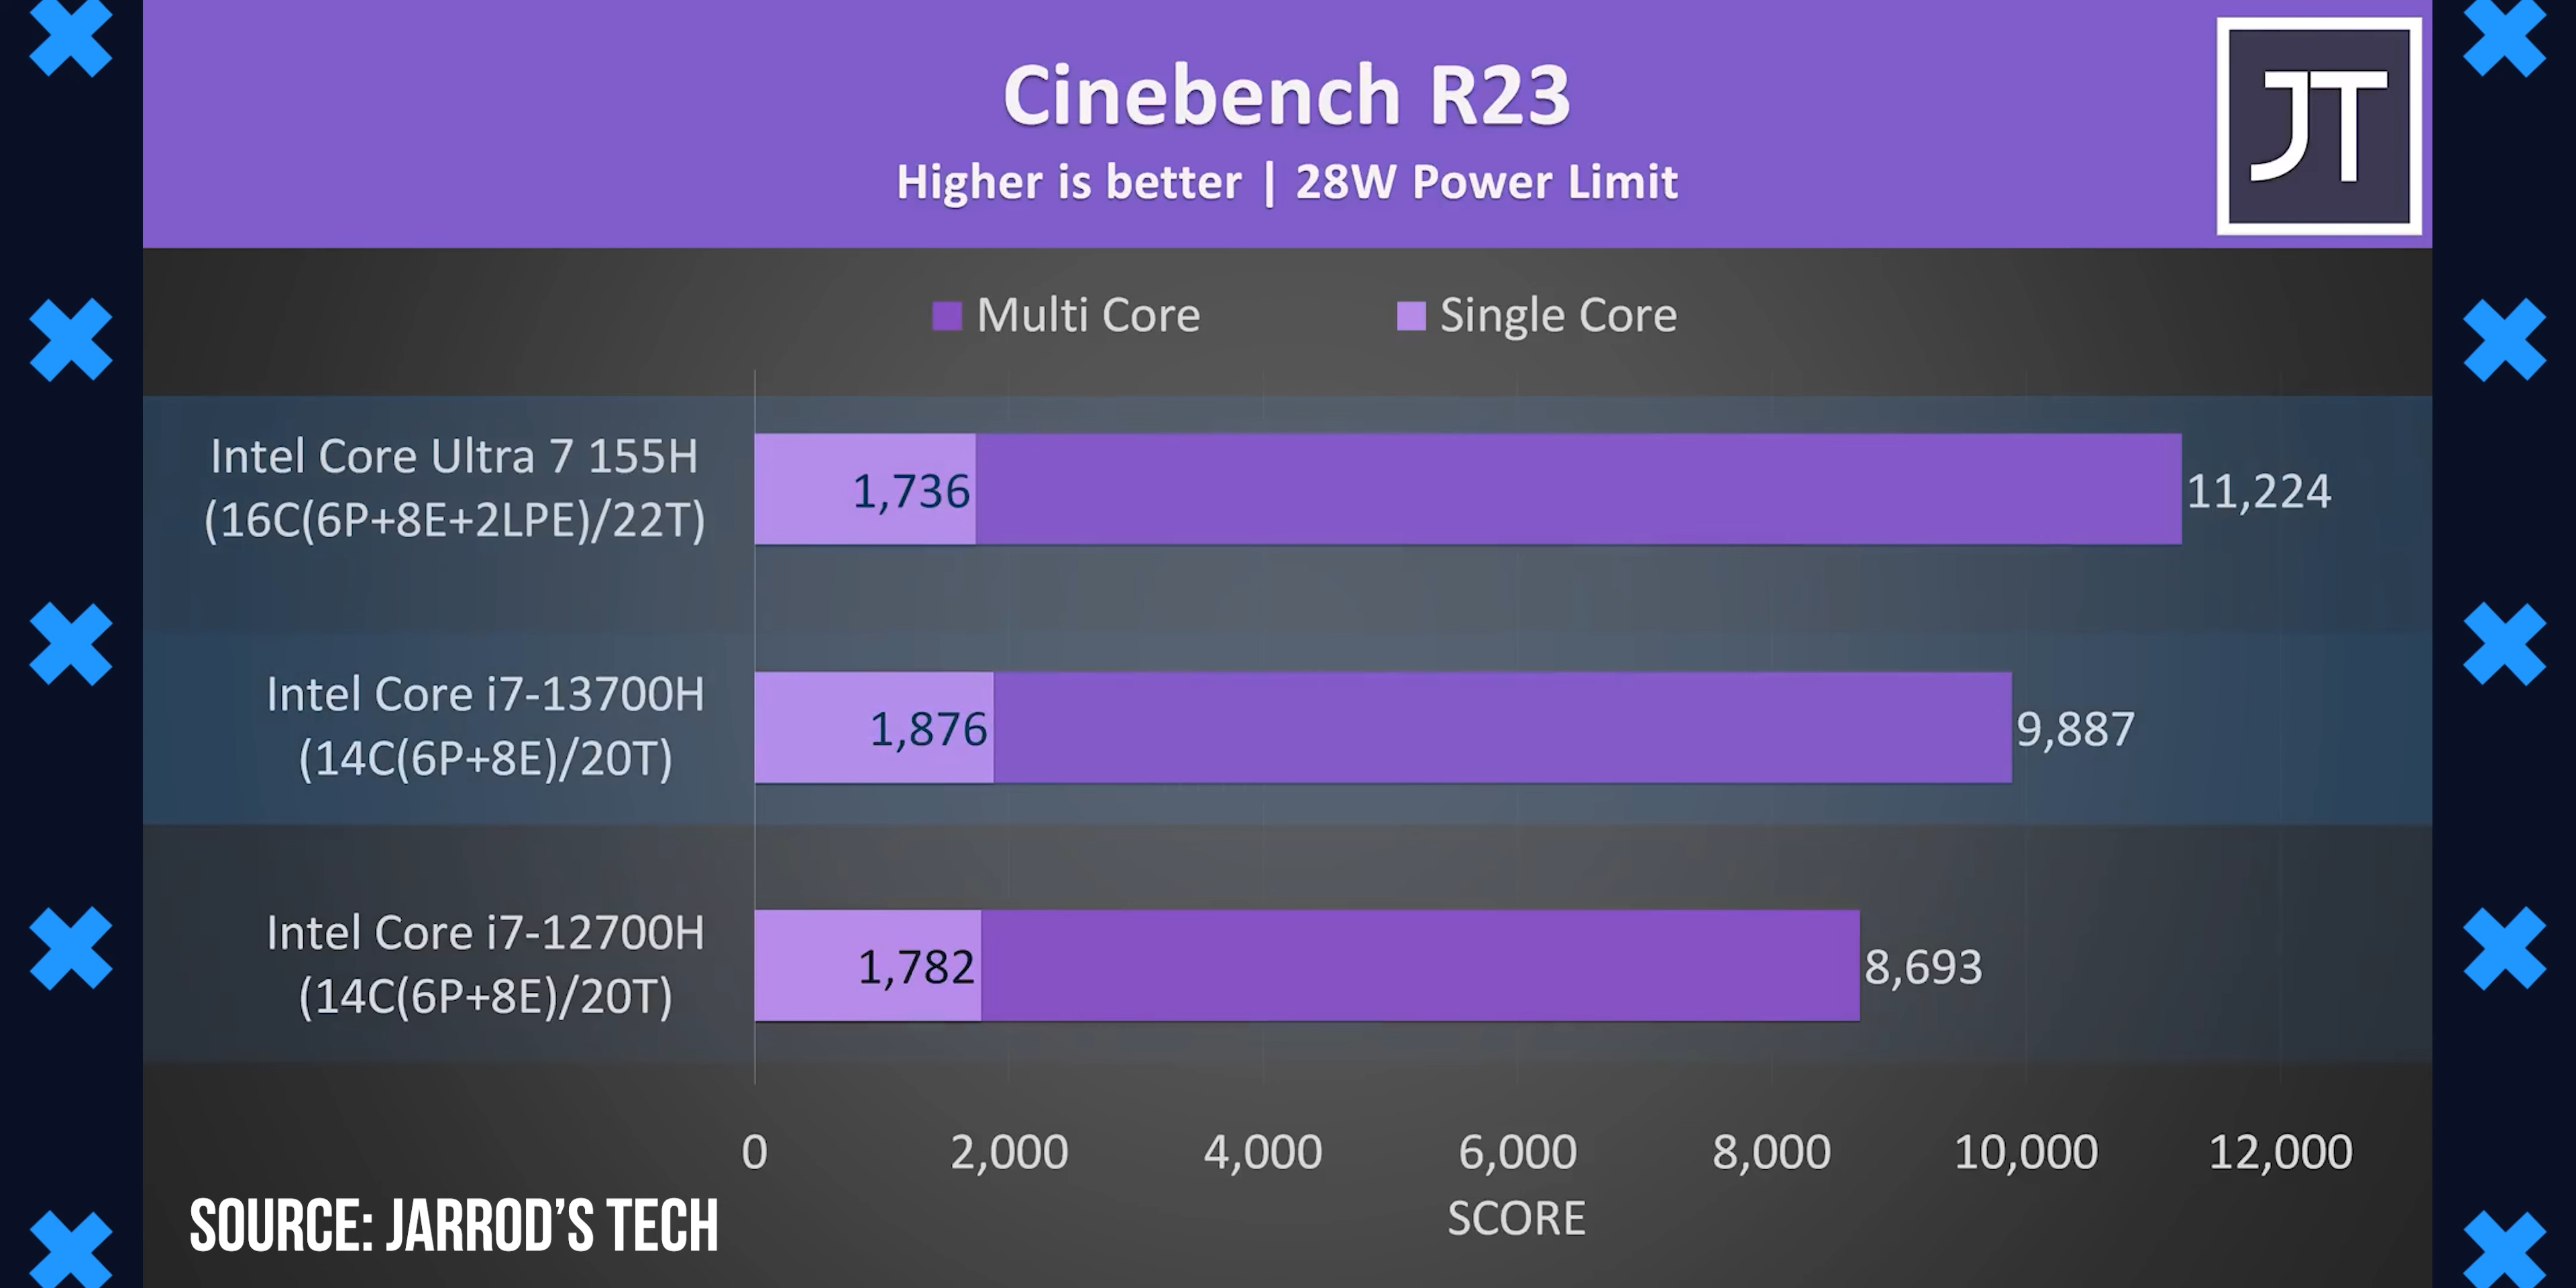 Cinebench R23
Higher is better | 28W Power Limit
JT
Multi Core
Single Core
Intel Core Ultra 7 155H
(16C(6P+8E+2LPE)/22T)
1,736
11,224
Intel Core i7-13700H
(14C(6P+8E)/20T)
1,876
9,887
Intel Core i7-12700H
(14C(6P+8E)/20T)
1,782
8,693
0 2,000 4,000 6,000 8,000 10,000 12,000
SCORE
SOURCE: JARROD’S TECH